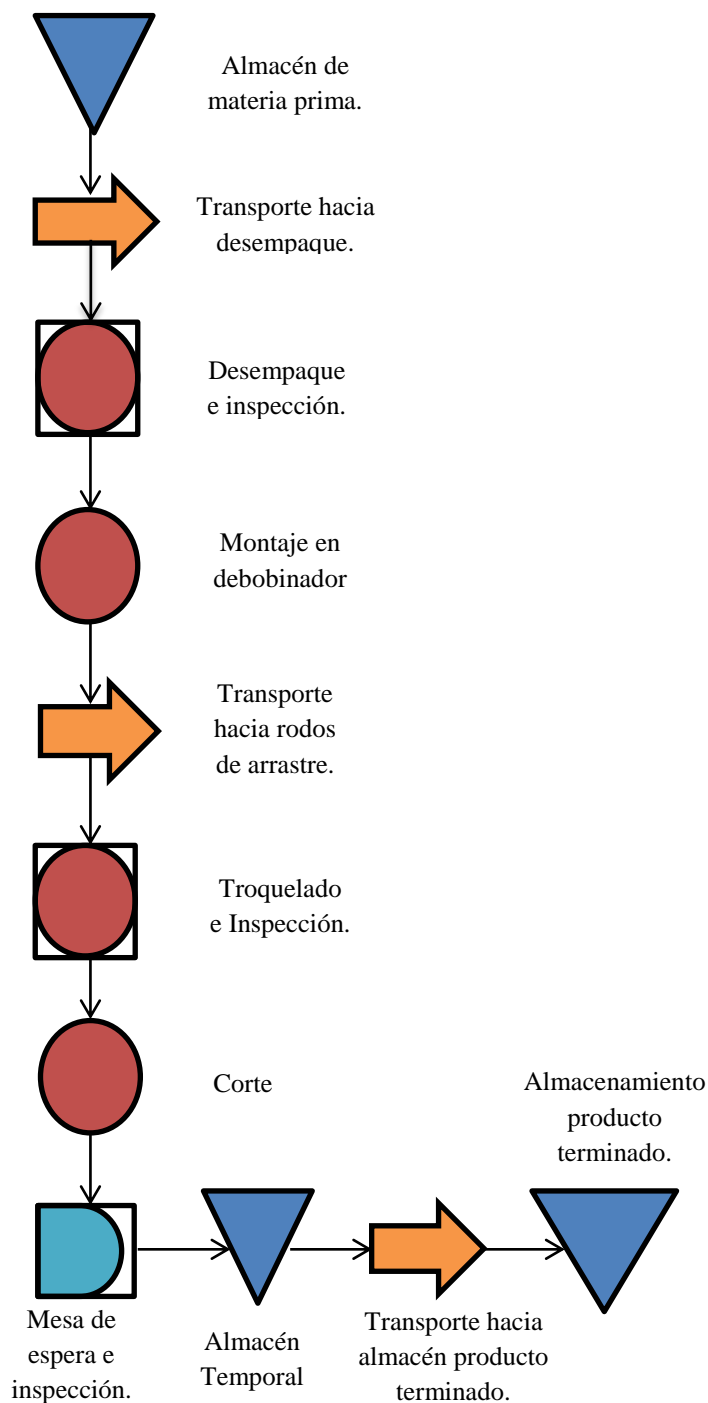 Almacén de
materia prima.
Transporte hacia
desempaque.
Desempaque
e inspección.
Montaje en
debobinador
Transporte
hacia rodos
de arrastre.
Troquelado
e Inspección.
Corte
Almacenamiento
producto
terminado.
Mesa de
espera e
inspección.
Almacén
Temporal
Transporte hacia
almacén producto
terminado.